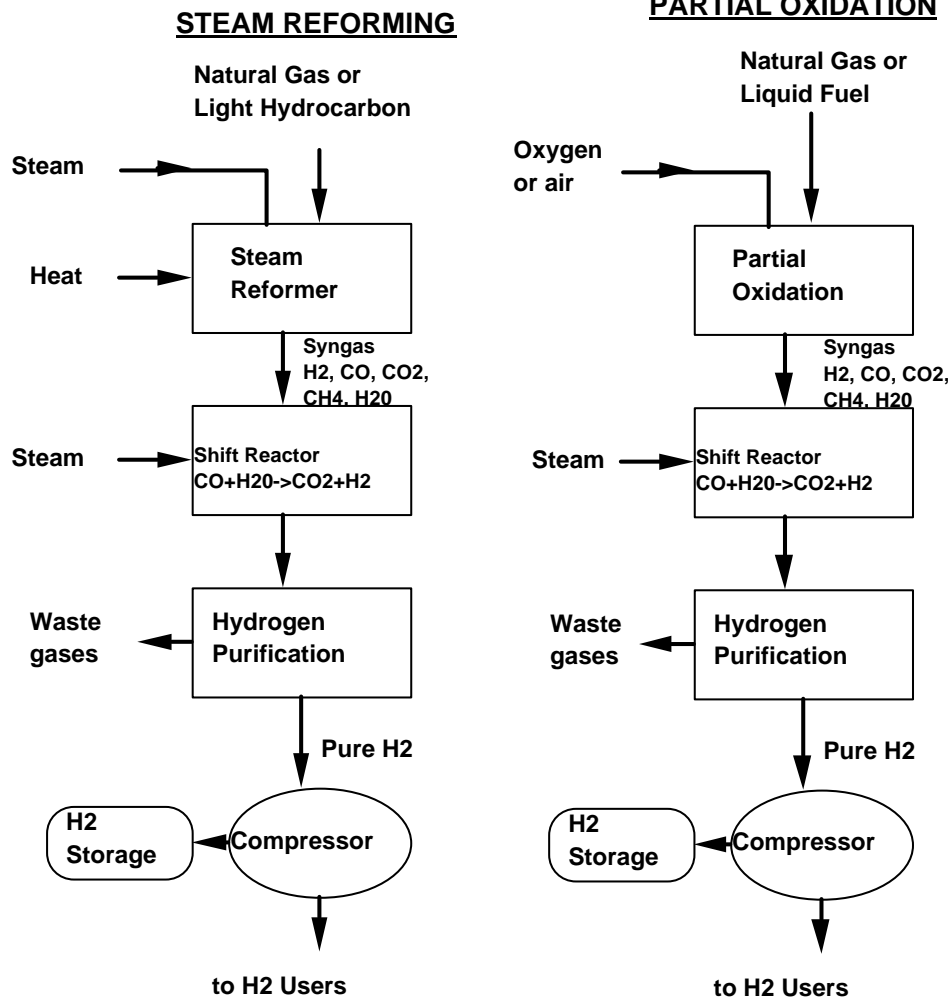 STEAM REFORMING
Natural Gas or
Light Hydrocarbon
Steam
Heat
Steam
Reformer
Syngas
H2, CO, CO2,
CH4, H20
Steam
Shift Reactor
CO+H20->CO2+H2
Waste
gases
Hydrogen
Purification
Pure H2
H2
Storage
Compressor
to H2 Users
PARTIAL OXIDATION
Natural Gas or
Liquid Fuel
Oxygen
or air
Partial
Oxidation
Syngas
H2, CO, CO2,
CH4, H20
Steam
Shift Reactor
CO+H20->CO2+H2
Waste
gases
Hydrogen
Purification
Pure H2
H2
Storage
Compressor
to H2 Users